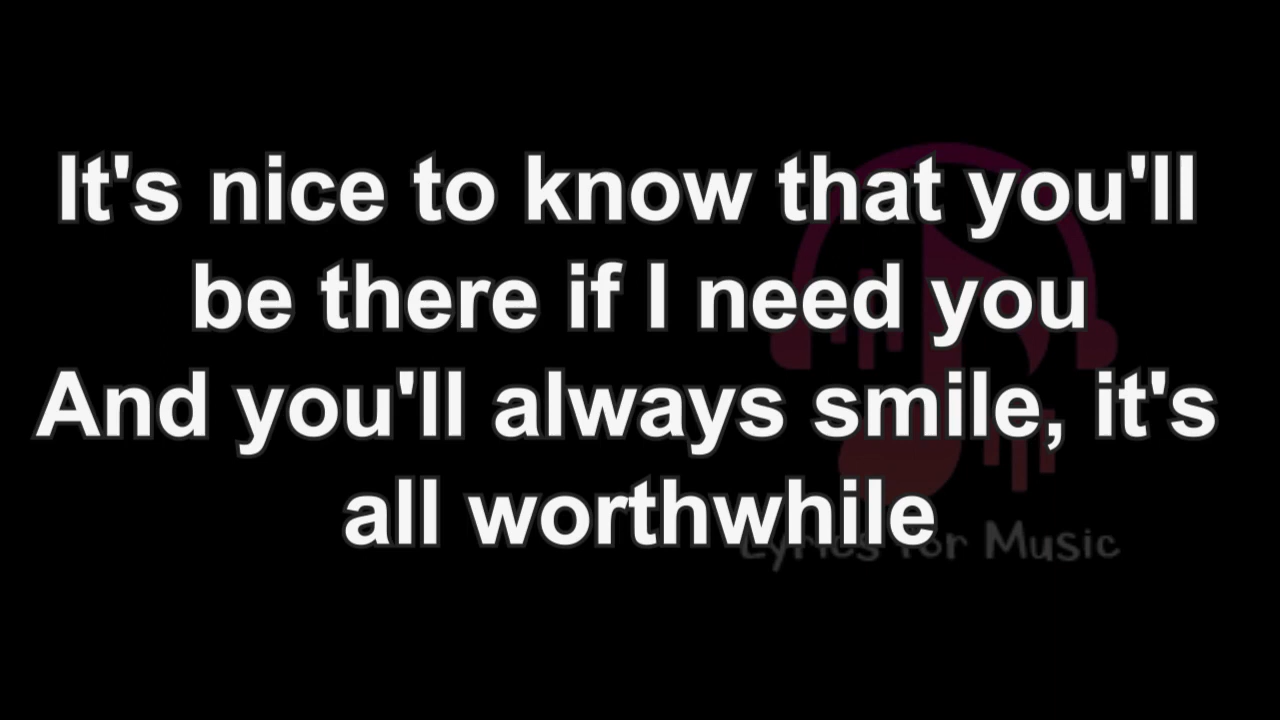 It's nice to know that you'll
be there if I need you
And you'll always smile, it's
all worthwhile
Lyrics for Music